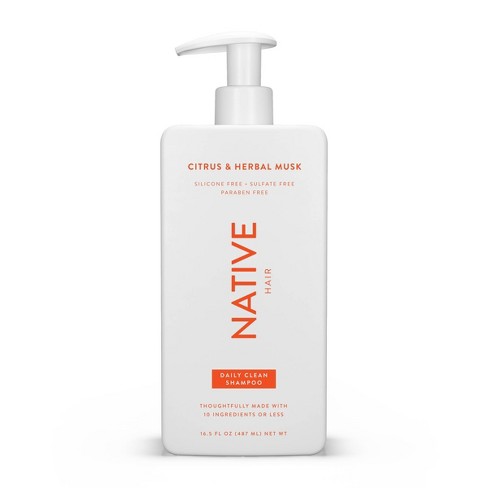 CITRUS & HERBAL MUSK
SILICONE FREE – SULFATE FREE
PARABEN FREE
NATIVE
HAIR
DAILY CLEAN
SHAMPOO
THOUGHTFULLY MADE WITH
10 INGREDIENTS OR LESS
16.5 FL OZ (487 ML) NET WT